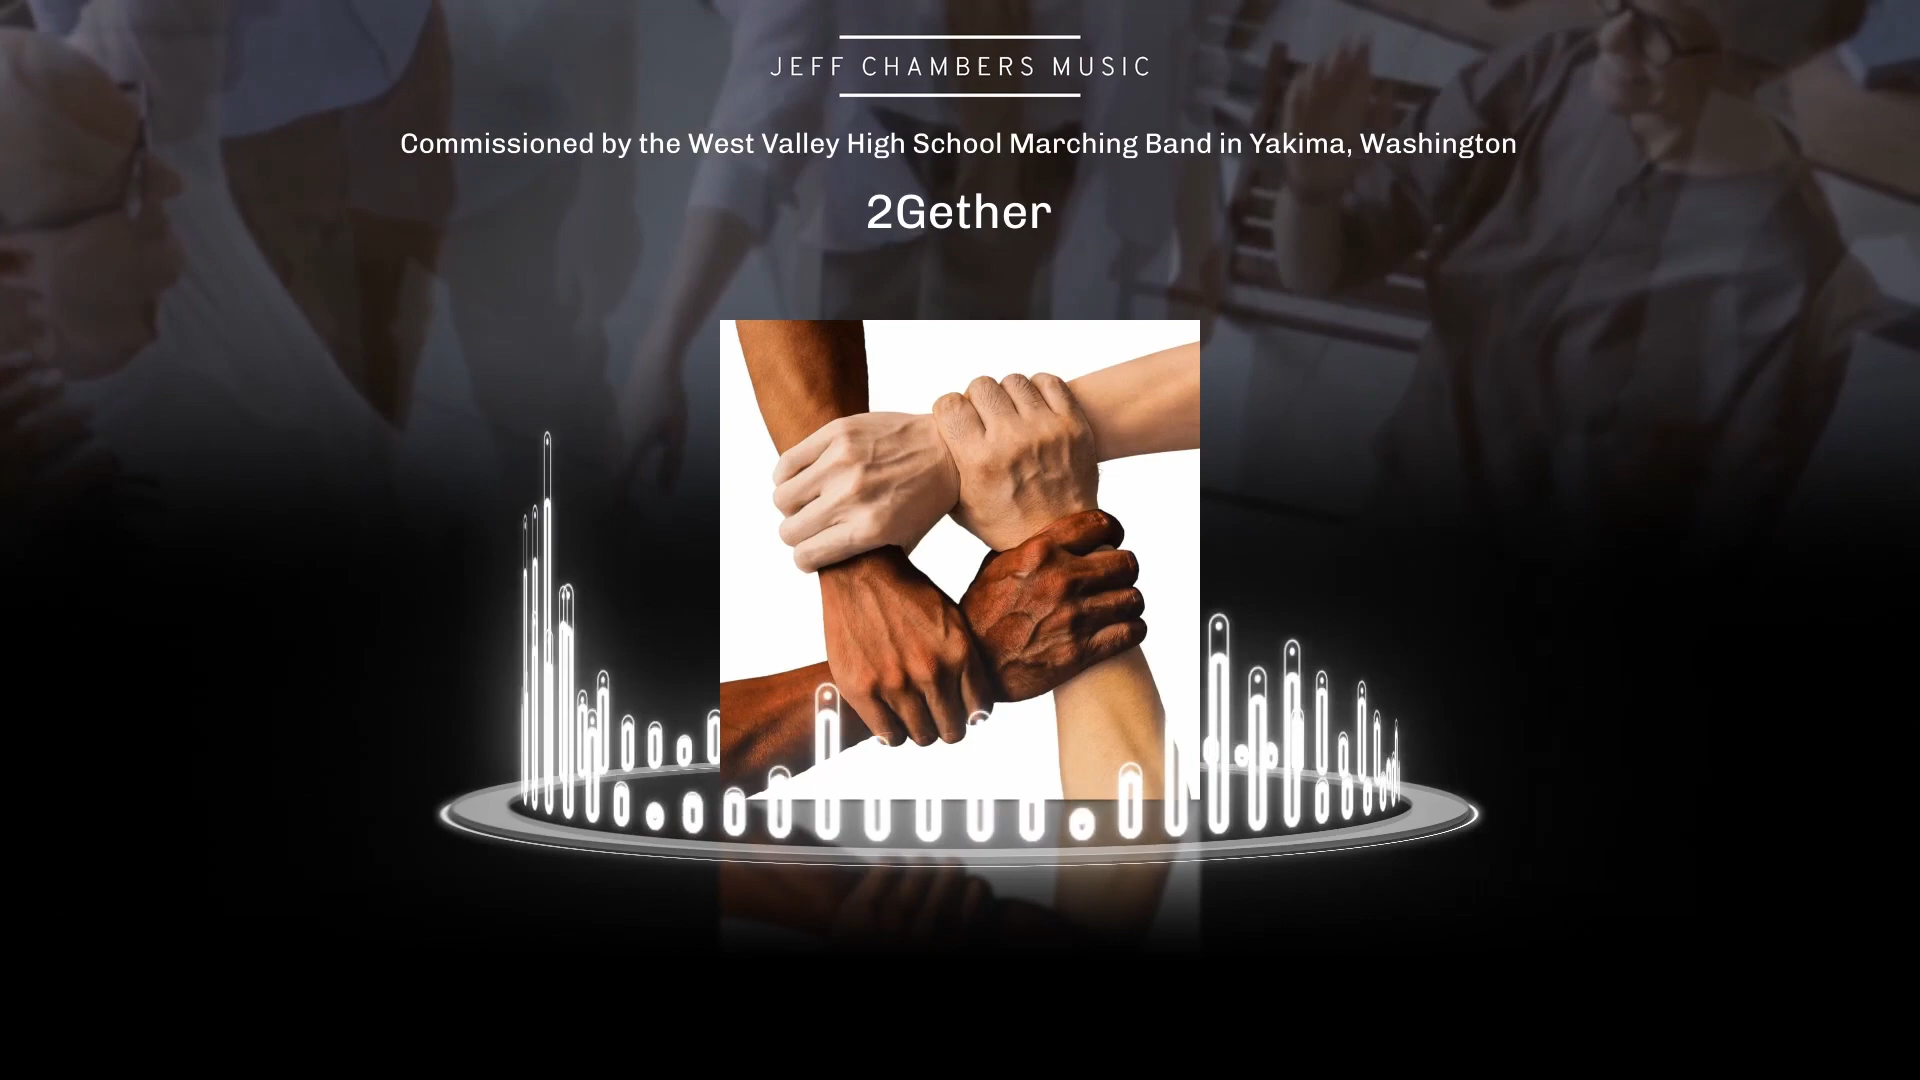 JEFF CHAMBERS MUSIC
Commissioned by the West Valley High School Marching Band in Yakima, Washington
2Gether